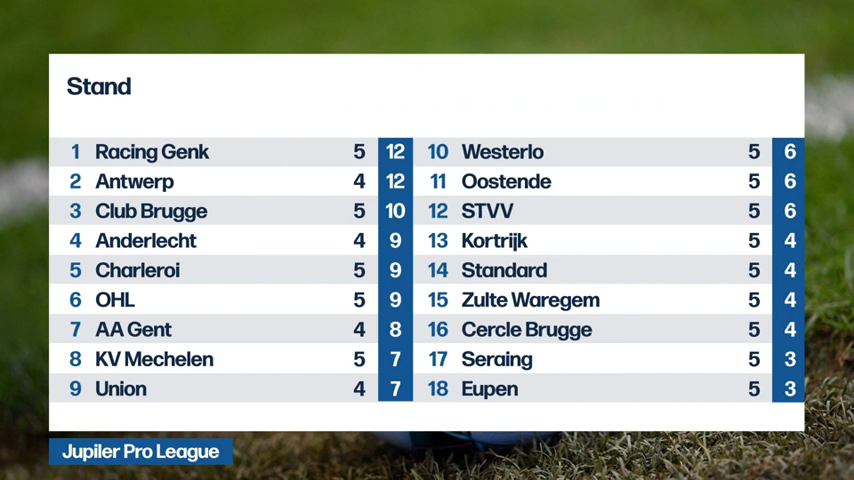 Stand
1 Racing Genk 5 12
2 Antwerp 4 12
3 Club Brugge 5 10
4 Anderlecht 4 9
5 Charleroi 5 9
6 OHL 5 9
7 AA Gent 4 8
8 KV Mechelen 5 7
9 Union 4 7
10 Westerlo 5 6
11 Oostende 5 6
12 STVV 5 6
13 Kortrijk 5 4
14 Standard 5 4
15 Zulte Waregem 5 4
16 Cercle Brugge 5 4
17 Seraing 5 3
18 Eupen 5 3
Jupiler Pro League